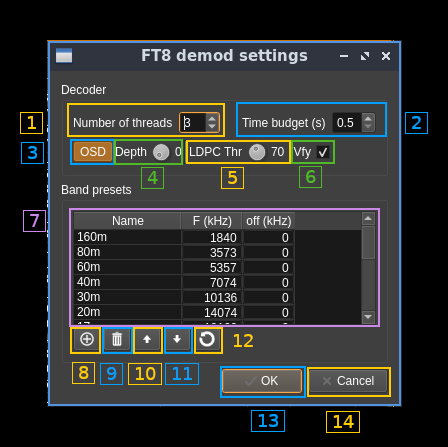 FT8 demod settings
Decoder
1 Number of threads 3 Time budget (s) 0.5 2
3 OSD Depth 0 LDPC Thr 70 Vfy
4 5 6
Band presets
7
Name F (kHz) off (kHz)
160m 1840 0
80m 3573 0
60m 5357 0
40m 7074 0
30m 10136 0
20m 14074 0
12
8 9 10 11
OK Cancel
13 14